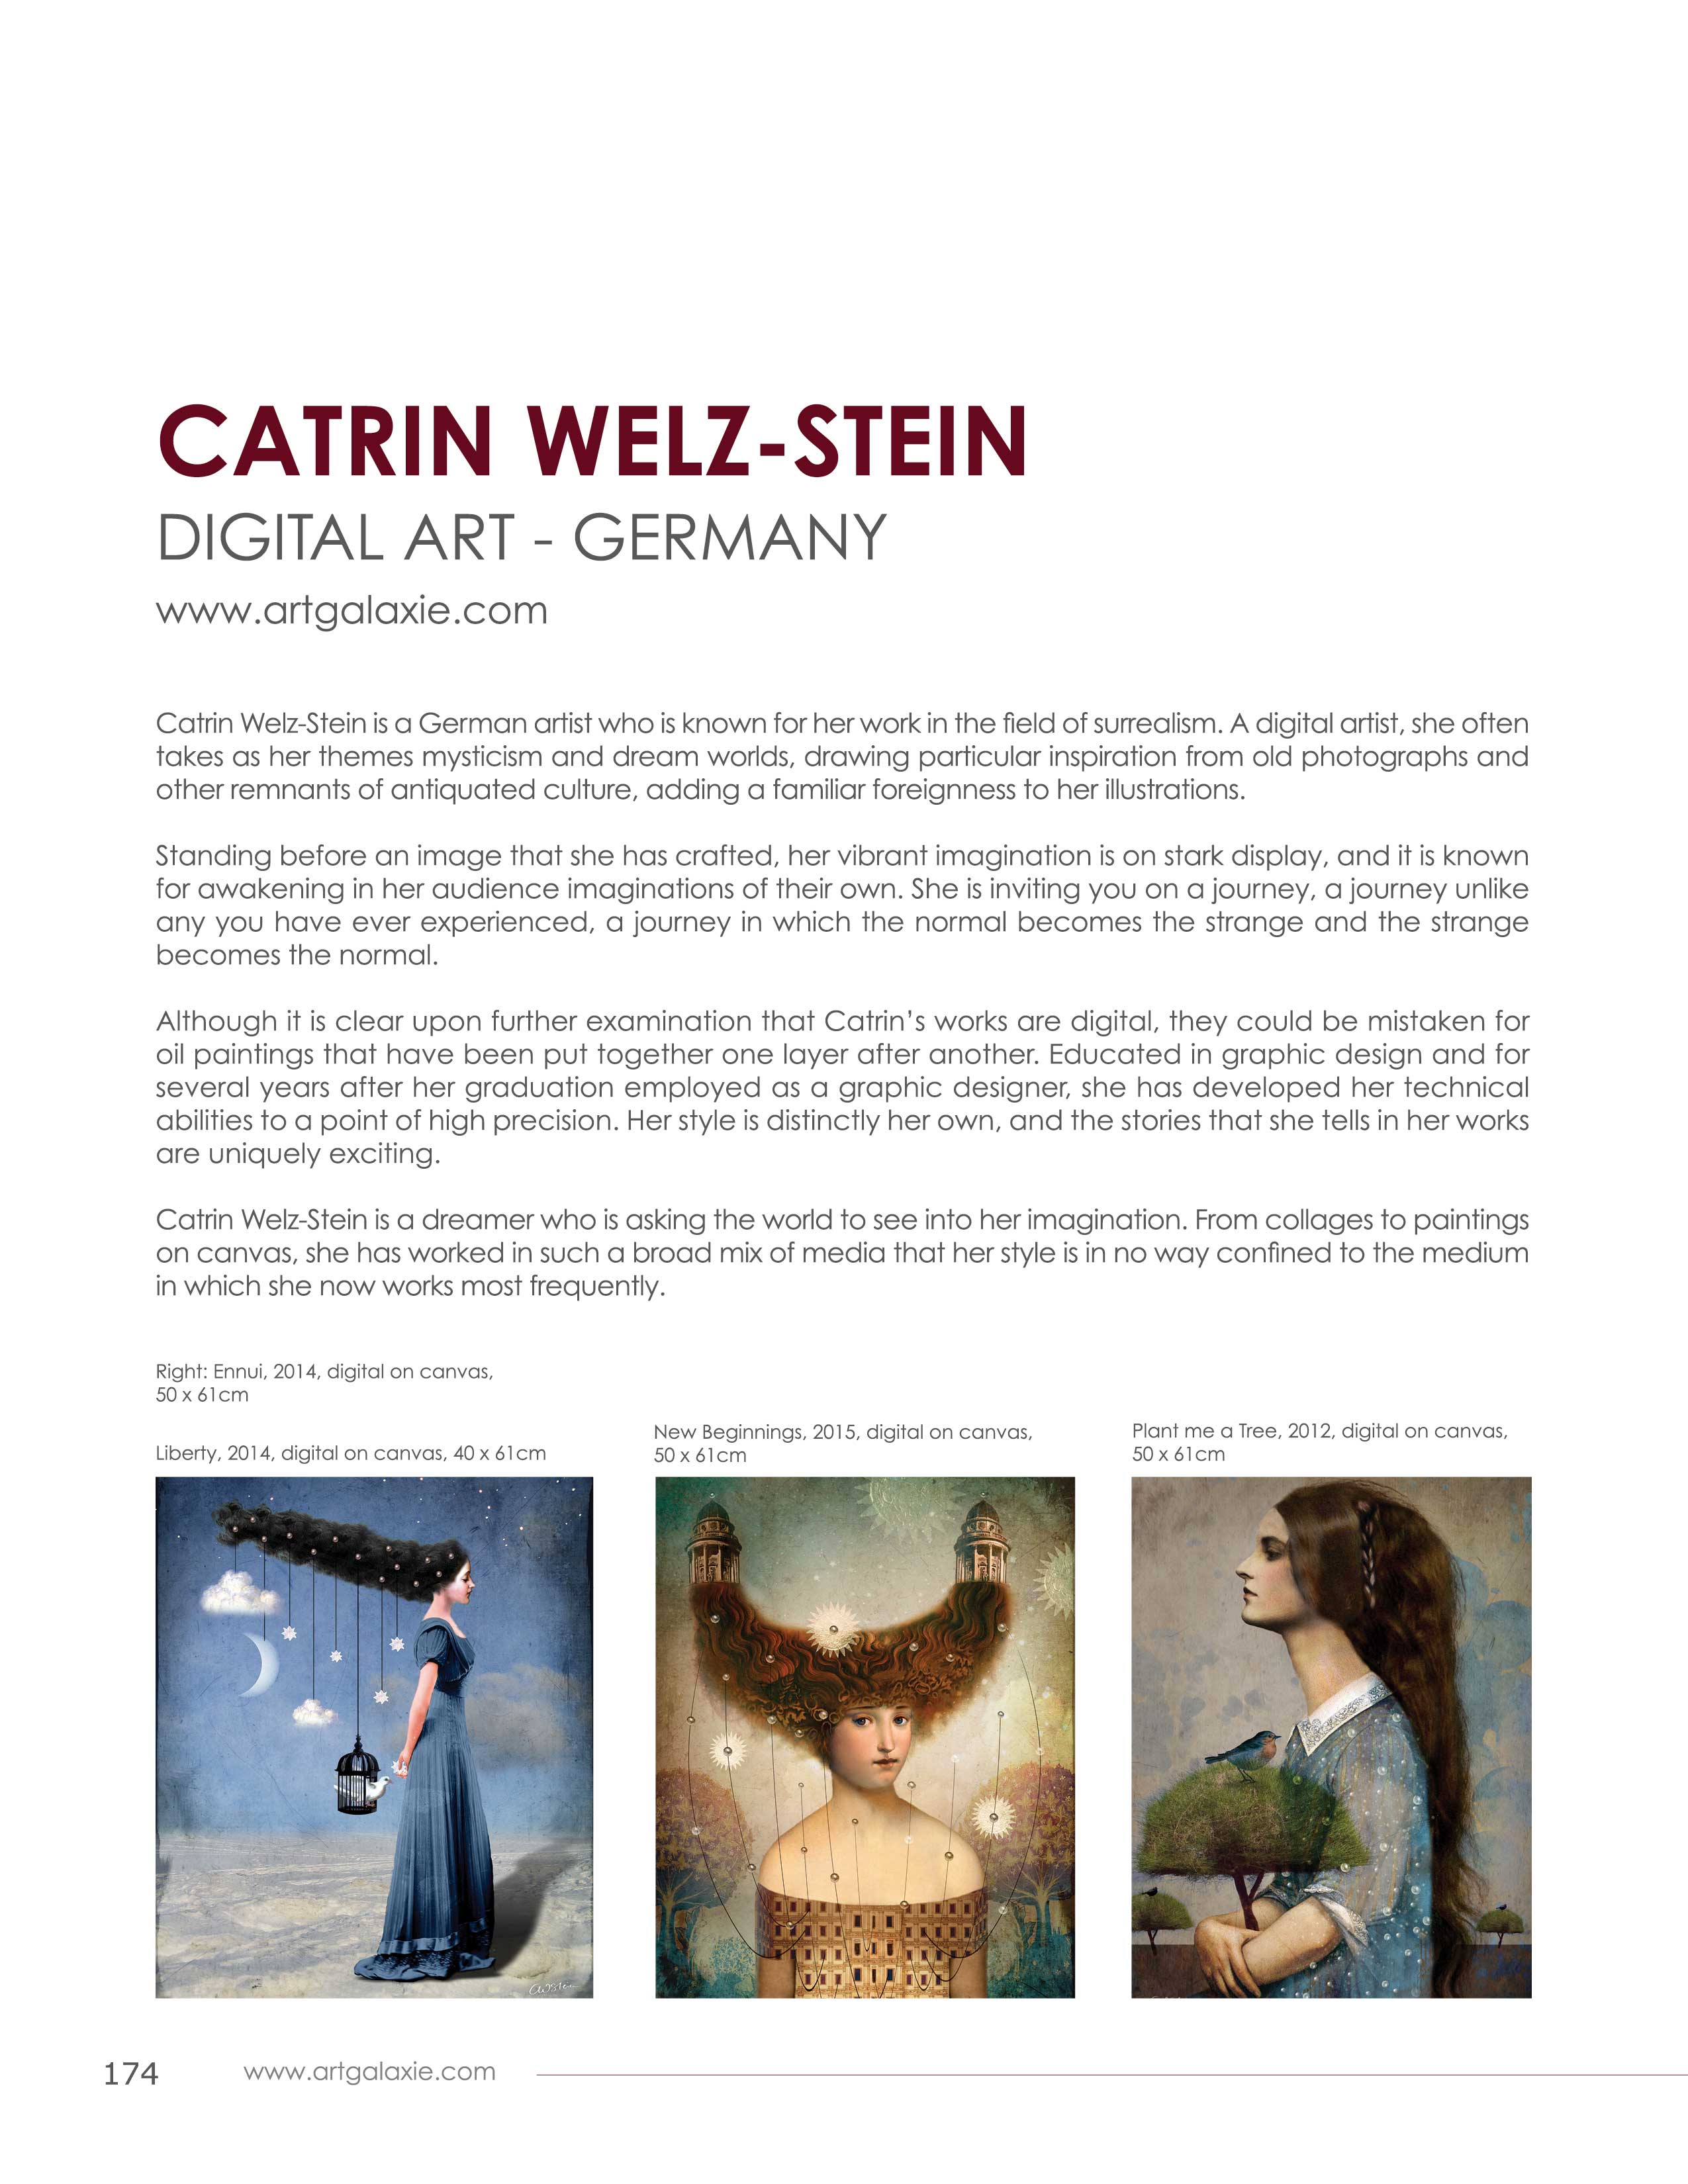 CATRIN WELZ-STEIN
DIGITAL ART - GERMANY
www.artgalaxie.com
Catrin Welz-Stein is a German artist who is known for her work in the field of surrealism. A digital artist, she often
takes as her themes mysticism and dream worlds, drawing particular inspiration from old photographs and
other remnants of antiquated culture, adding a familiar foreignness to her illustrations.
Standing before an image that she has crafted, her vibrant imagination is on stark display, and it is known
for awakening in her audience imaginations of their own. She is inviting you on a journey, a journey unlike
any you have ever experienced, a journey in which the normal becomes the strange and the strange
becomes the normal.
Although it is clear upon further examination that Catrin’s works are digital, they could be mistaken for
oil paintings that have been put together one layer after another. Educated in graphic design and for
several years after her graduation employed as a graphic designer, she has developed her technical
abilities to a point of high precision. Her style is distinctly her own, and the stories that she tells in her works
are uniquely exciting.
Catrin Welz-Stein is a dreamer who is asking the world to see into her imagination. From collages to paintings
on canvas, she has worked in such a broad mix of media that her style is in no way confined to the medium
in which she now works most frequently.
Right: Ennui, 2014, digital on canvas,
50 x 61cm
Liberty, 2014, digital on canvas, 40 x 61cm
New Beginnings, 2015, digital on canvas,
50 x 61cm
Plant me a Tree, 2012, digital on canvas,
50 x 61cm
174
www.artgalaxie.com